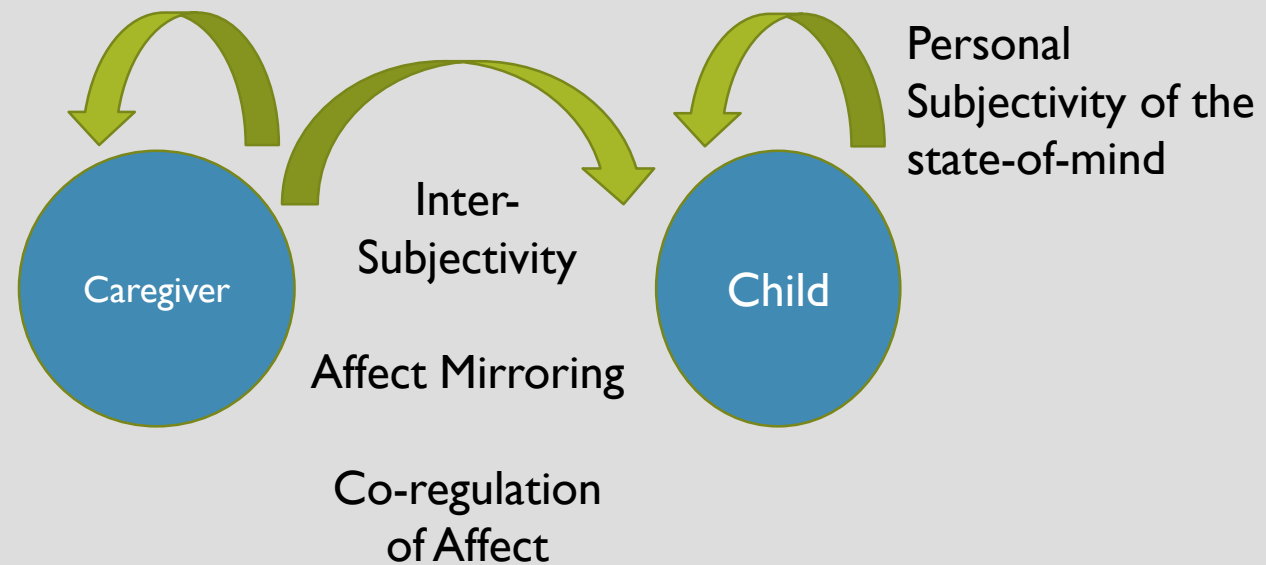 Personal
Subjectivity of the
state-of-mind
Inter-
Subjectivity
Caregiver
Child
Affect Mirroring
Co-regulation
of Affect